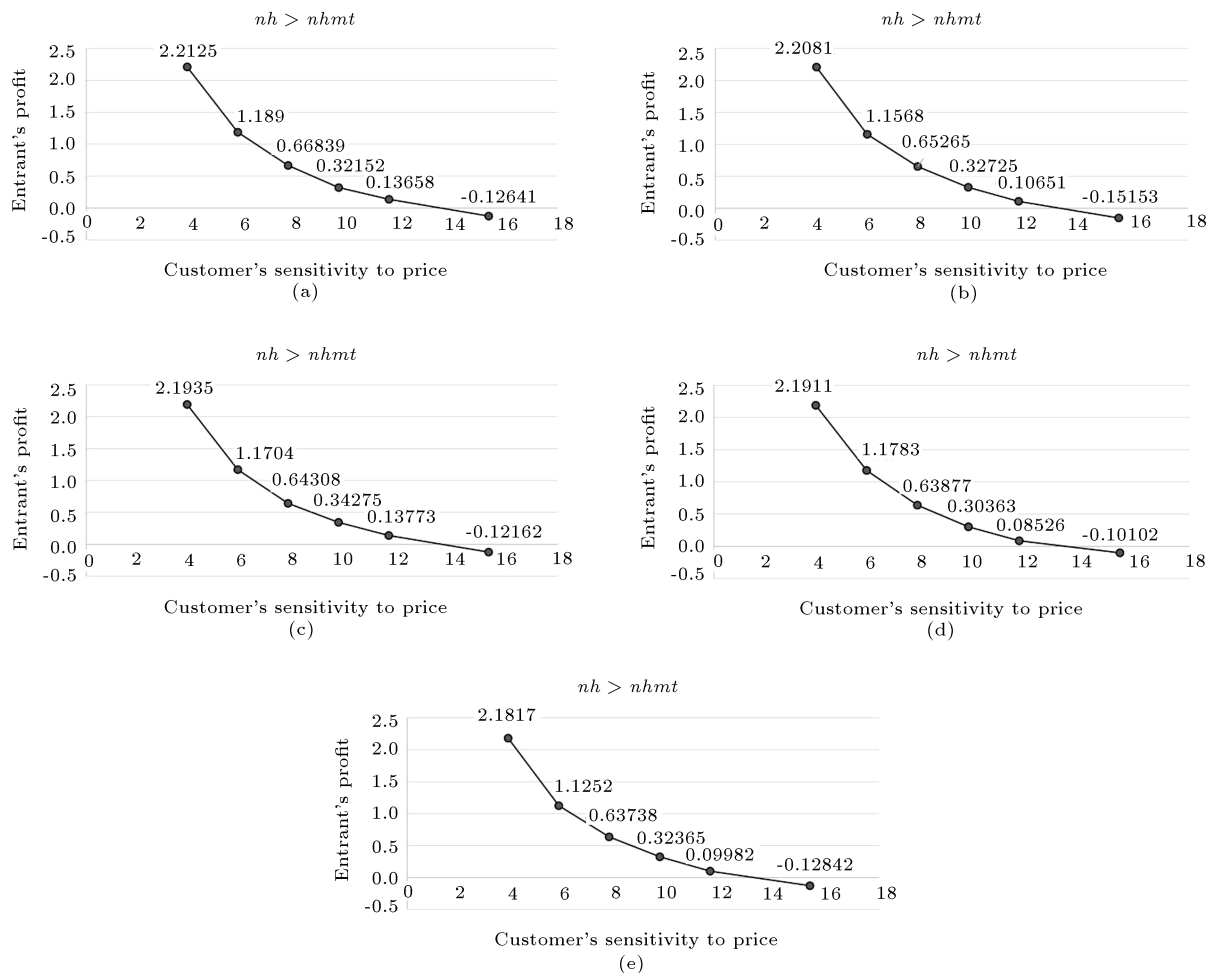 nh > nhmt
2.5
2.0
1.5
1.0
0.5
0.0
-0.5
Entrant's profit
2.2125
1.189
0.66839
0.32152
0.13658
-0.12641
0 2 4 6 8 10 12 14 16 18
Customer's sensitivity to price
(a)
nh > nhmt
2.5
2.0
1.5
1.0
0.5
0.0
-0.5
Entrant's profit
2.2081
1.1568
0.65265
0.32725
0.10651
-0.15153
0 2 4 6 8 10 12 14 16 18
Customer's sensitivity to price
(b)
nh > nhmt
2.5
2.0
1.5
1.0
0.5
0.0
-0.5
Entrant's profit
2.1935
1.1704
0.64308
0.34275
0.13773
-0.12162
0 2 4 6 8 10 12 14 16 18
Customer's sensitivity to price
(c)
nh > nhmt
2.5
2.0
1.5
1.0
0.5
0.0
-0.5
Entrant's profit
2.1911
1.1783
0.63877
0.30363
0.08526
-0.10102
0 2 4 6 8 10 12 14 16 18
Customer's sensitivity to price
(d)
nh > nhmt
2.5
2.0
1.5
1.0
0.5
0.0
-0.5
Entrant's profit
2.1817
1.1252
0.63738
0.32365
0.09982
-0.12842
0 2 4 6 8 10 12 14 16 18
Customer's sensitivity to price
(e)